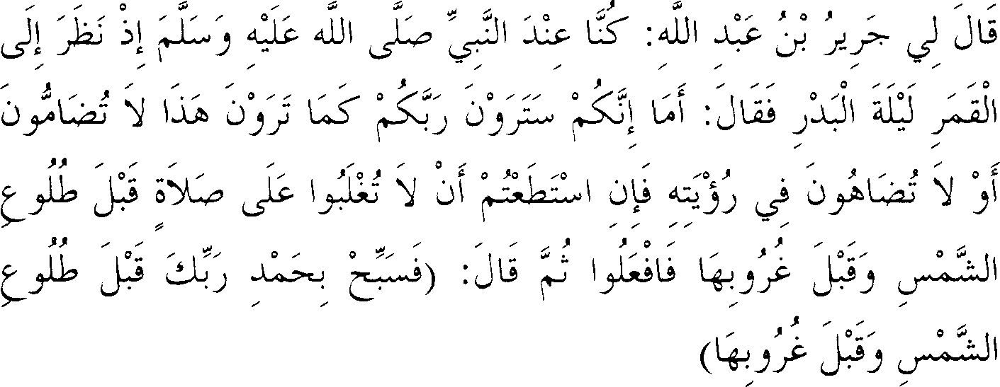 قَالَ لِي جَرِيرُ بْنُ عَبْدِ اللَّهِ: كُنَّا عِنْدَ النَّبِيِّ صَلَّى اللَّه عَلَيْهِ وَسَلَّمَ إِذْ نَظَرَ إِلَى
الْقَمَرِ لَيْلَةَ الْبَدْرِ فَقَالَ: أَمَا إِنَّكُمْ سَتَرَوْنَ رَبَّكُمْ كَمَا تَرَوْنَ هَذَا لاَ تُضَامُّونَ
أَوْ لاَ تُضَاهُونَ فِي رُؤْيَتِهِ فَإِنِ اسْتَطَعْتُمْ أَنْ لاَ تُغْلَبُوا عَلَى صَلاَةٍ قَبْلَ طُلُوعِ
الشَّمْسِ وَقَبْلَ غُرُوبِهَا فَافْعَلُوا ثُمَّ قَالَ: (فَسَبِّحْ بِحَمْدِ رَبِّكَ قَبْلَ طُلُوعِ
الشَّمْسِ وَقَبْلَ غُرُوبِهَا)